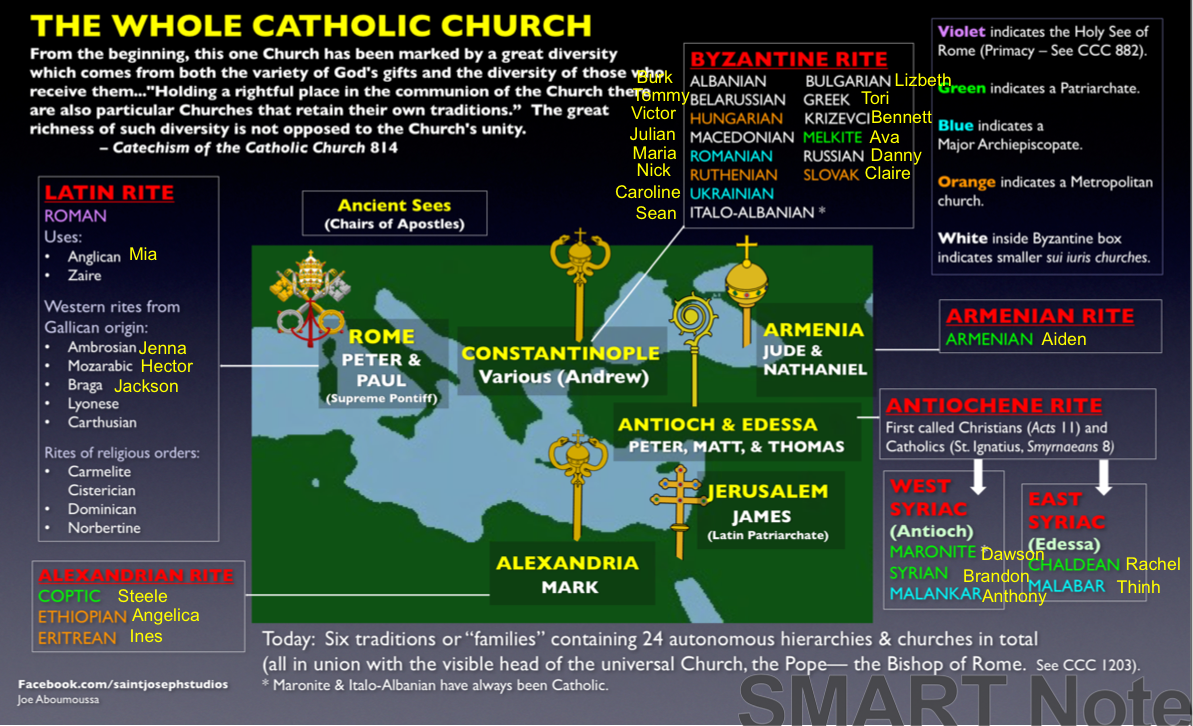 THE WHOLE CATHOLIC CHURCH
From the beginning, this one Church has been marked by a great diversity
which comes from both the variety of God's gifts and the diversity of those who
receive them..."Holding a rightful place in the communion of the Church there
are also particular Churches that retain their own traditions." The great
richness of such diversity is not opposed to the Church's unity.
– Catechism of the Catholic Church 814
BYZANTINE RITE
Burk ALBANIAN BULGARIAN Lizbeth
Tommy BELARUSSIAN GREEK Tori
Victor HUNGARIAN KRIZEVCI Bennett
Julian MACEDONIAN MELKITE Ava
Maria ROMANIAN RUSSIAN Danny
Nick RUTHENIAN SLOVAK Claire
Caroline UKRAINIAN
Sean ITALO-ALBANIAN *
Violet indicates the Holy See of
Rome (Primacy – See CCC 882).
Green indicates a Patriarchate.
Blue indicates a
Major Archiepiscopate.
Orange indicates a Metropolitan
church.
White inside Byzantine box
indicates smaller sui iuris churches.
LATIN RITE
ROMAN
Uses:
• Anglican Mia
• Zaire
Western rites from
Gallican origin:
• Ambrosian Jenna
• Mozarabic Hector
• Braga Jackson
• Lyonese
• Carthusian
Rites of religious orders:
• Carmelite
Cisterician
• Dominican
• Norbertine
Ancient Sees
(Chairs of Apostles)
ROME
PETER &
PAUL
(Supreme Pontiff)
CONSTANTINOPLE
Various (Andrew)
ARMENIA
JUDE &
NATHANIEL
ANTIOCH & EDESSA
PETER, MATT, & THOMAS
JERUSALEM
JAMES
(Latin Patriarchate)
ALEXANDRIA
MARK
ARMENIAN RITE
ARMENIAN Aiden
ANTIOCHENE RITE
First called Christians (Acts 11) and
Catholics (St. Ignatius, Smyrnaeans 8)
WEST
SYRIAC
(Antioch)
MARONITE * Dawson
SYRIAN Brandon
MALANKAR Anthony
EAST
SYRIAC
(Edessa)
CHALDEAN Rachel
MALABAR Thinh
ALEXANDRIAN RITE
COPTIC Steele
ETHIOPIAN Angelica
ERITREAN Ines
Today: Six traditions or "families" containing 24 autonomous hierarchies & churches in total
(all in union with the visible head of the universal Church, the Pope— the Bishop of Rome. See CCC 1203).
* Maronite & Italo-Albanian have always been Catholic.
Facebook.com/saintjosephstudios
Joe Aboumoussa
SMART Note